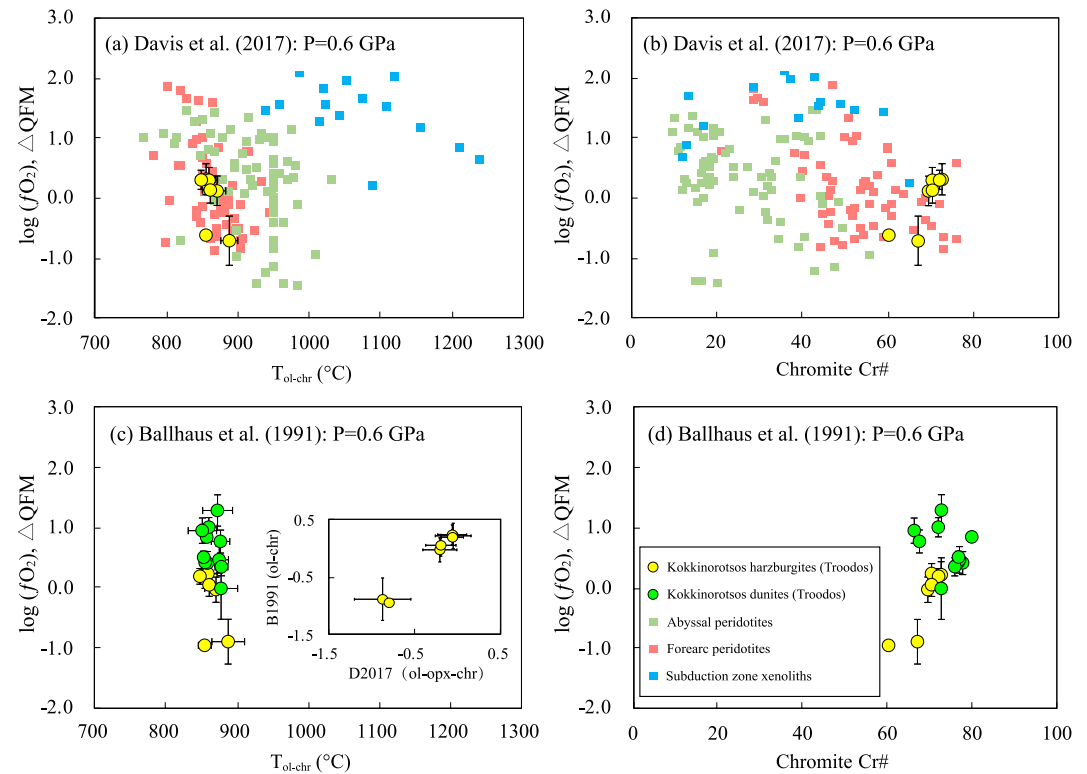 (a) Davis et al. (2017): P=0.6 GPa
3.0
2.0
1.0
0.0
-1.0
-2.0
log (fO2), △QFM
700 800 900 1000 1100 1200 1300
Tol-chr (°C)
(b) Davis et al. (2017): P=0.6 GPa
3.0
2.0
1.0
0.0
-1.0
-2.0
log (fO2), △QFM
0 20 40 60 80 100
Chromite Cr#
(c) Ballhaus et al. (1991): P=0.6 GPa
3.0
2.0
1.0
0.0
-1.0
-2.0
log (fO2), △QFM
700 800 900 1000 1100 1200 1300
Tol-chr (°C)
B1991 (ol-chr)
0.5
-0.5
-1.5
-1.5 -0.5 0.5
D2017 (ol-opx-chr)
(d) Ballhaus et al. (1991): P=0.6 GPa
3.0
2.0
1.0
0.0
-1.0
-2.0
log (fO2), △QFM
0 20 40 60 80 100
Chromite Cr#
Kokkinorotsos harzburgites (Troodos)
Kokkinorotsos dunites (Troodos)
Abyssal peridotites
Forearc peridotites
Subduction zone xenoliths